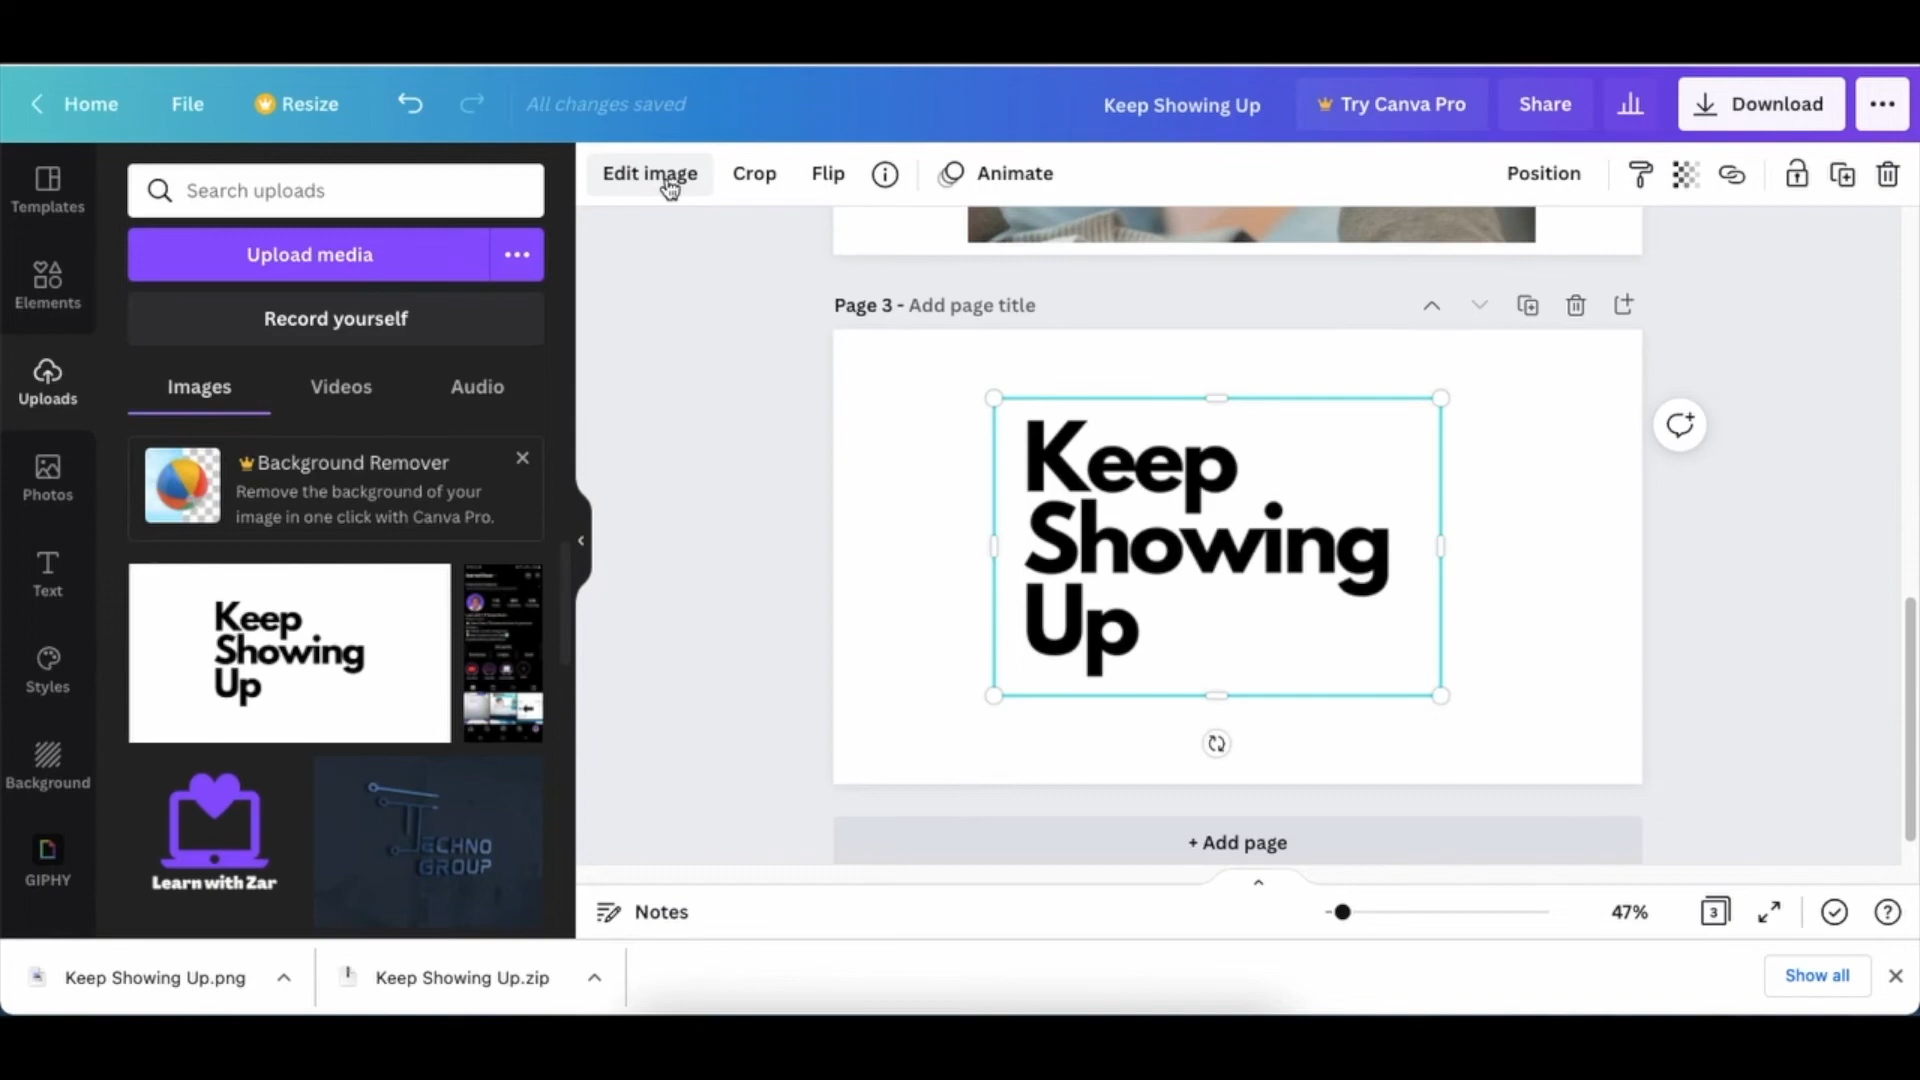 Home File Resize All changes saved Keep Showing Up Try Canva Pro Share Download
Edit image Crop Flip Animate Position
Templates
Elements
Uploads
Photos
Text
Styles
Background
GIPHY
Search uploads
Upload media
Record yourself
Images Videos Audio
Background Remover
Remove the background of your
image in one click with Canva Pro.
Keep
Showing
Up
Learn with Zar
TECHNO
GROUP
Page 3 - Add page title
Keep
Showing
Up
+ Add page
Notes 47% 3
Keep Showing Up.png Keep Showing Up.zip Show all